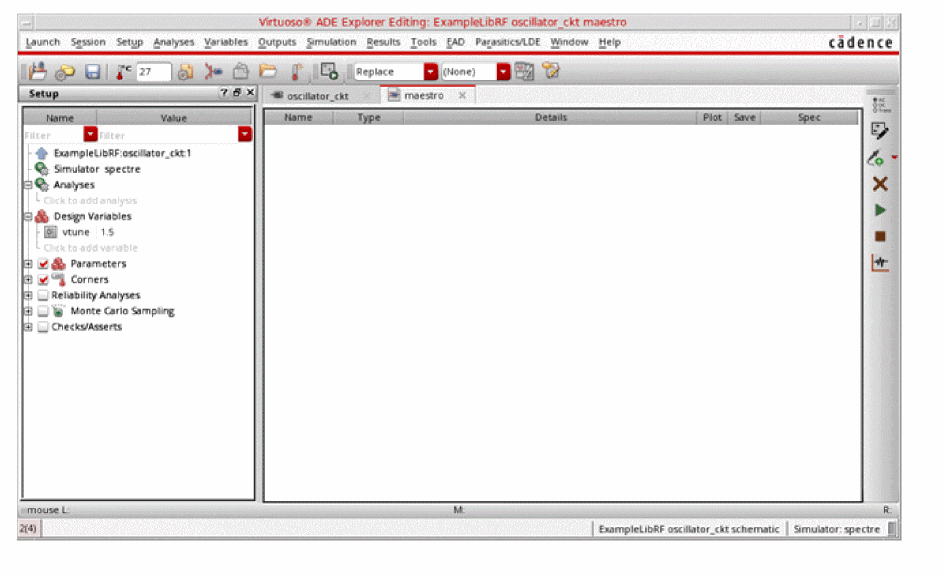 Virtuoso® ADE Explorer Editing: ExampleLibRF oscillator_ckt maestro
Launch Session Setup Analyses Variables Outputs Simulation Results Tools EAD Parasitics/LDE Window Help cādence
°C 27 Replace (None)
Setup ? x oscillator_ckt x maestro x
Name Value Name Type Details Plot Save Spec
Filter Filter
ExampleLibRF:oscillator_ckt:1
Simulator spectre
Analyses
Click to add analysis
Design Variables
vtune 1.5
Click to add variable
Parameters
Corners
Reliability Analyses
Monte Carlo Sampling
Checks/Asserts
mouse L: M: R:
2(4) ExampleLibRF oscillator_ckt schematic Simulator: spectre